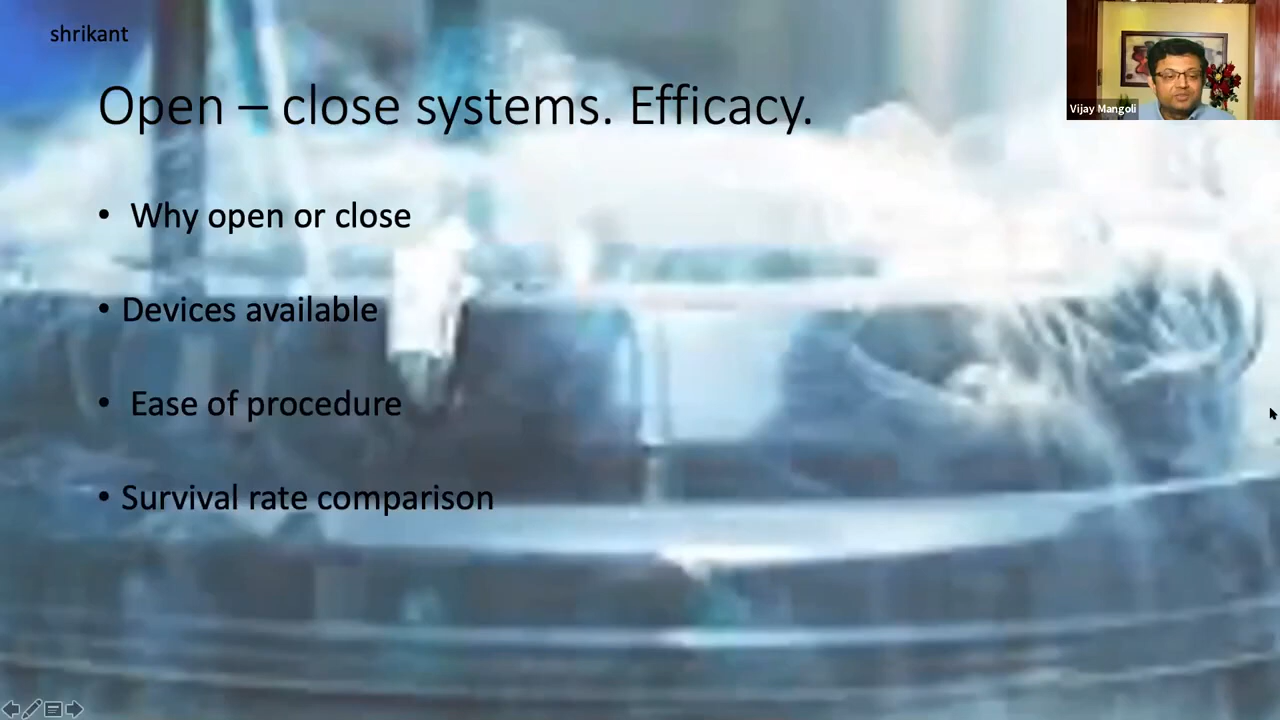 shrikant
Vijay Mangoli
Open – close systems. Efficacy.
• Why open or close
• Devices available
• Ease of procedure
• Survival rate comparison